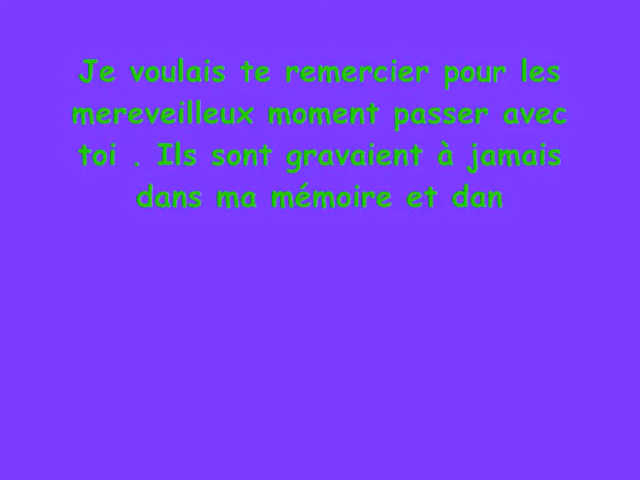 Je voulais te remercier pour les
mereveilleux moment passer avec
toi . Ils sont gravaient à jamais
dans ma mémoire et dan